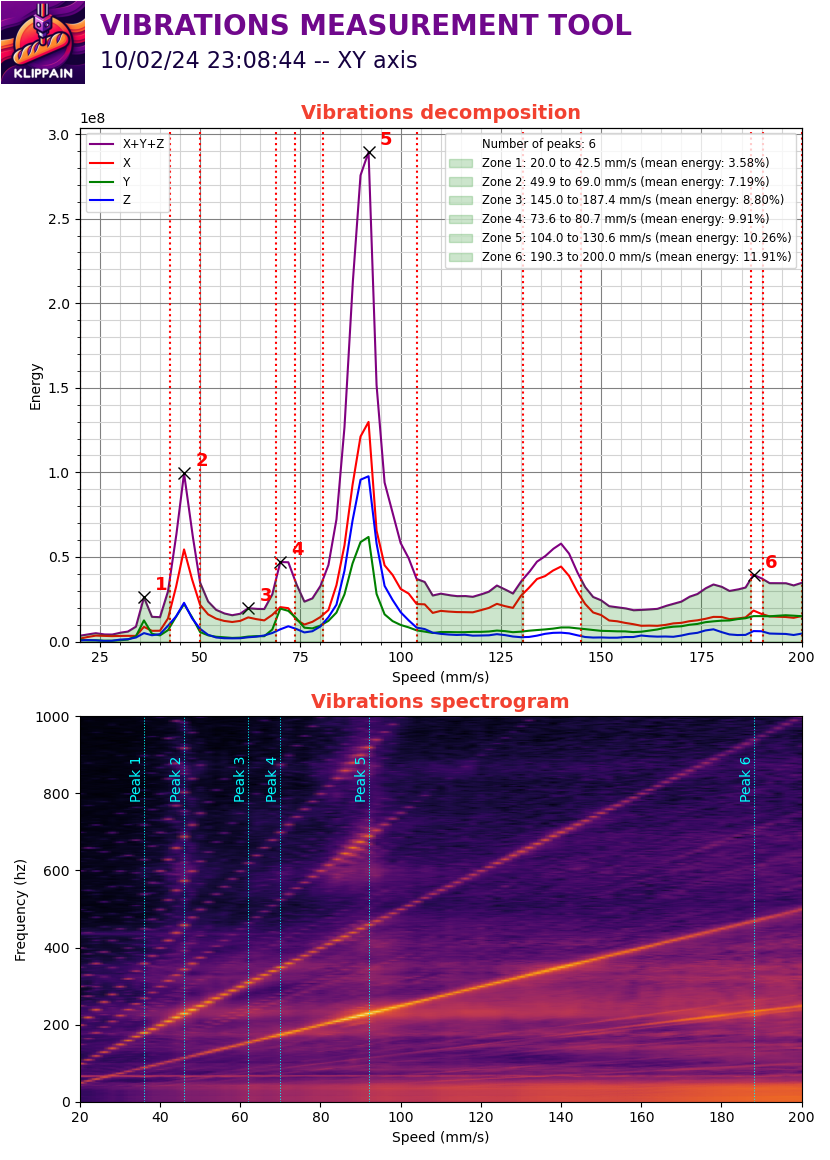 KLIPPAIN
VIBRATIONS MEASUREMENT TOOL
10/02/24 23:08:44 -- XY axis
Vibrations decomposition
1e8
X+Y+Z
X
Y
Z
Number of peaks: 6
Zone 1: 20.0 to 42.5 mm/s (mean energy: 3.58%)
Zone 2: 49.9 to 69.0 mm/s (mean energy: 7.19%)
Zone 3: 145.0 to 187.4 mm/s (mean energy: 8.80%)
Zone 4: 73.6 to 80.7 mm/s (mean energy: 9.91%)
Zone 5: 104.0 to 130.6 mm/s (mean energy: 10.26%)
Zone 6: 190.3 to 200.0 mm/s (mean energy: 11.91%)
3.0
2.5
2.0
1.5
1.0
0.5
0.0
Energy
1
2
3
4
5
6
25 50 75 100 125 150 175 200
Speed (mm/s)
Vibrations spectrogram
1000
800
600
400
200
0
Frequency (hz)
Peak 1
Peak 2
Peak 3
Peak 4
Peak 5
Peak 6
20 40 60 80 100 120 140 160 180 200
Speed (mm/s)